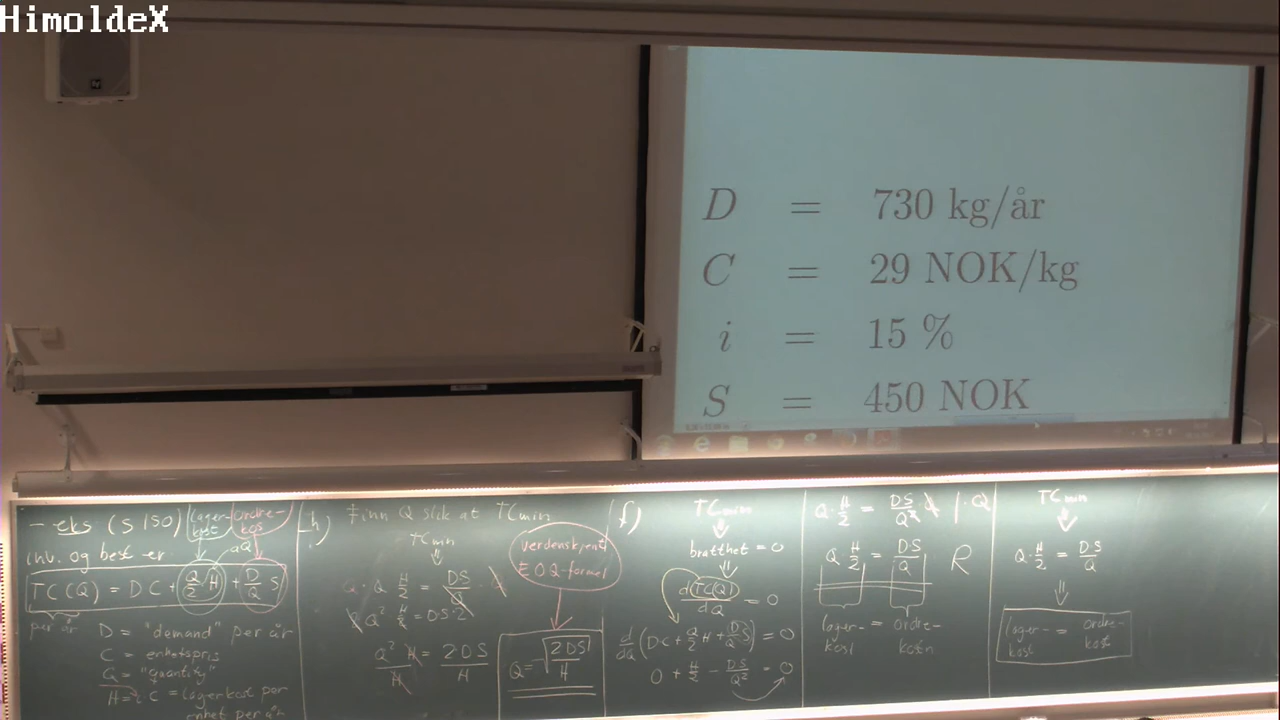 HimoldeX
D = 730 kg/år
C = 29 NOK/kg
i = 15 %
S = 450 NOK
- eks (s 150)
lager-
kost
ordre-
kos
inv. og best er
TC(Q) = DC + Q/2 H + D/Q S
per år
D = "demand" per år
C = enhetspris
Q = "quantity"
H = i C = lagerkost per
enhet per år
h) Finn Q slik at TCmin
TCmin
⇓
Q · Q H/2 = DS/Q · Q
2 · Q² H/2 = DS · 2
Q² H/H = 2DS/H
verdenskjent
EOQ-formel
Q = √(2DS/H)
f) TCmin
⇓
bratthet = 0
⇓
d(TC(Q))/dQ = 0
d/dQ (DC + Q/2 H + D/Q S) = 0
0 + H/2 - DS/Q² = 0
Q · H/2 = DS/Q² | · Q
Q H/2 = DS/Q R
lager- = ordre-
kost kostn
TCmin
⇓
Q · H/2 = DS/Q
⇓
lager- = ordre-
kost kost